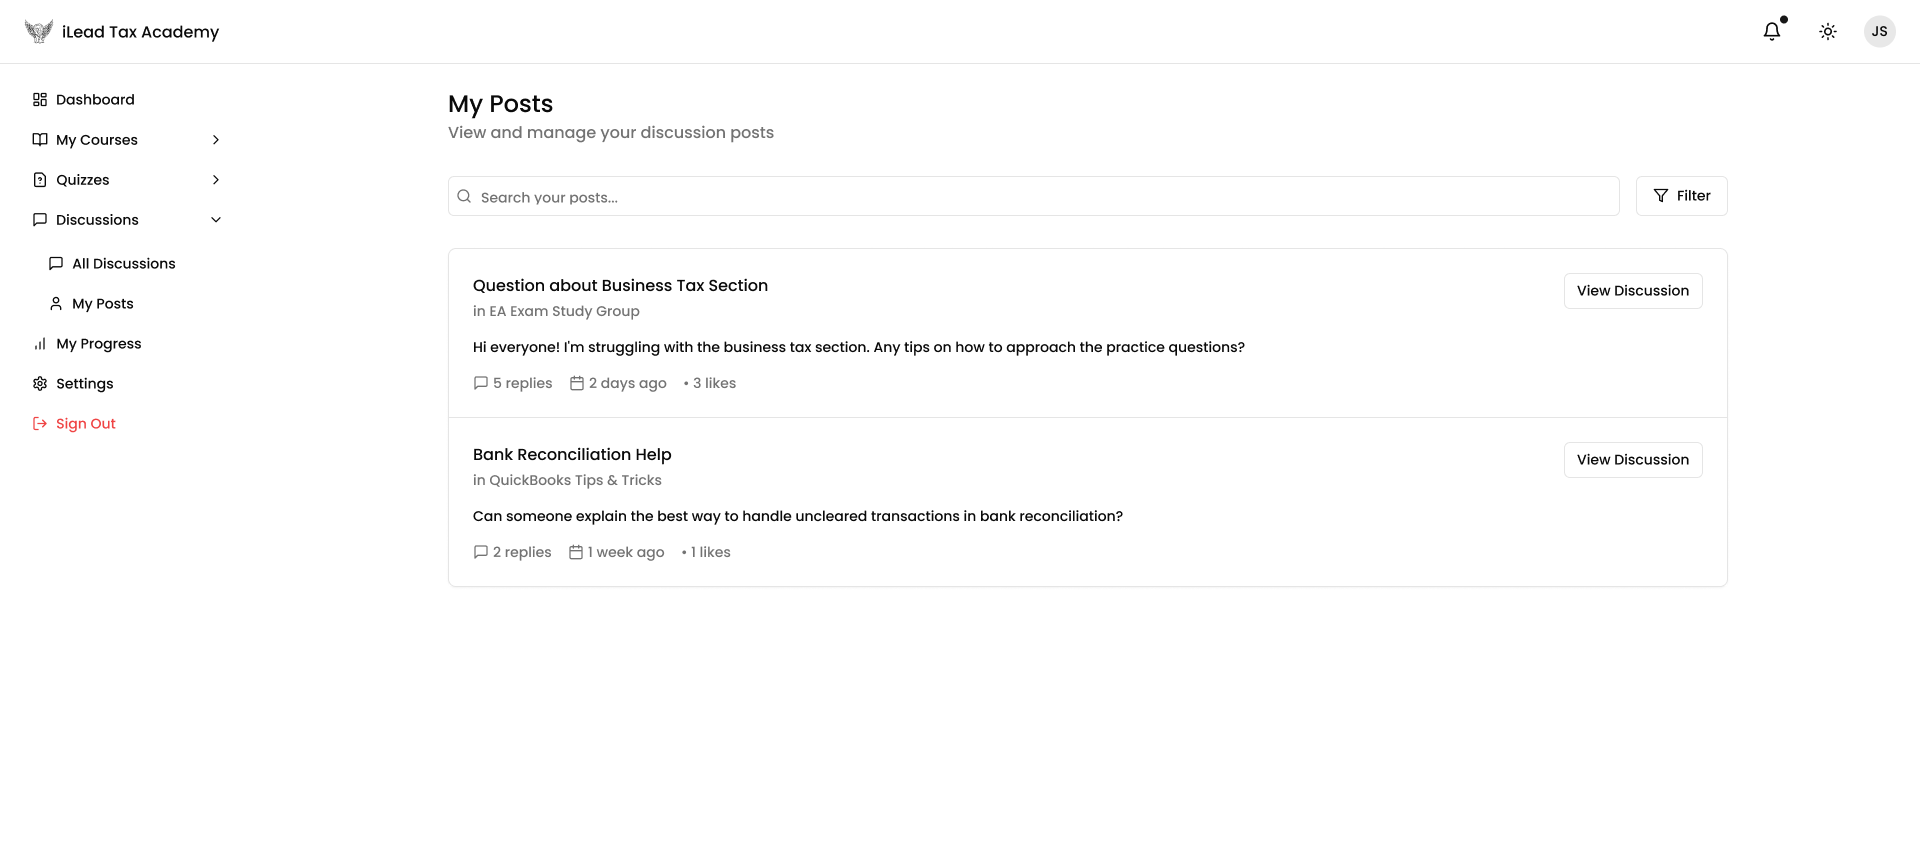 iLead Tax Academy
JS
Dashboard
My Courses
Quizzes
Discussions
All Discussions
My Posts
My Progress
Settings
Sign Out
My Posts
View and manage your discussion posts
Search your posts...
Filter
Question about Business Tax Section
View Discussion
in EA Exam Study Group
Hi everyone! I'm struggling with the business tax section. Any tips on how to approach the practice questions?
5 replies 2 days ago • 3 likes
Bank Reconciliation Help
View Discussion
in QuickBooks Tips & Tricks
Can someone explain the best way to handle uncleared transactions in bank reconciliation?
2 replies 1 week ago • 1 likes